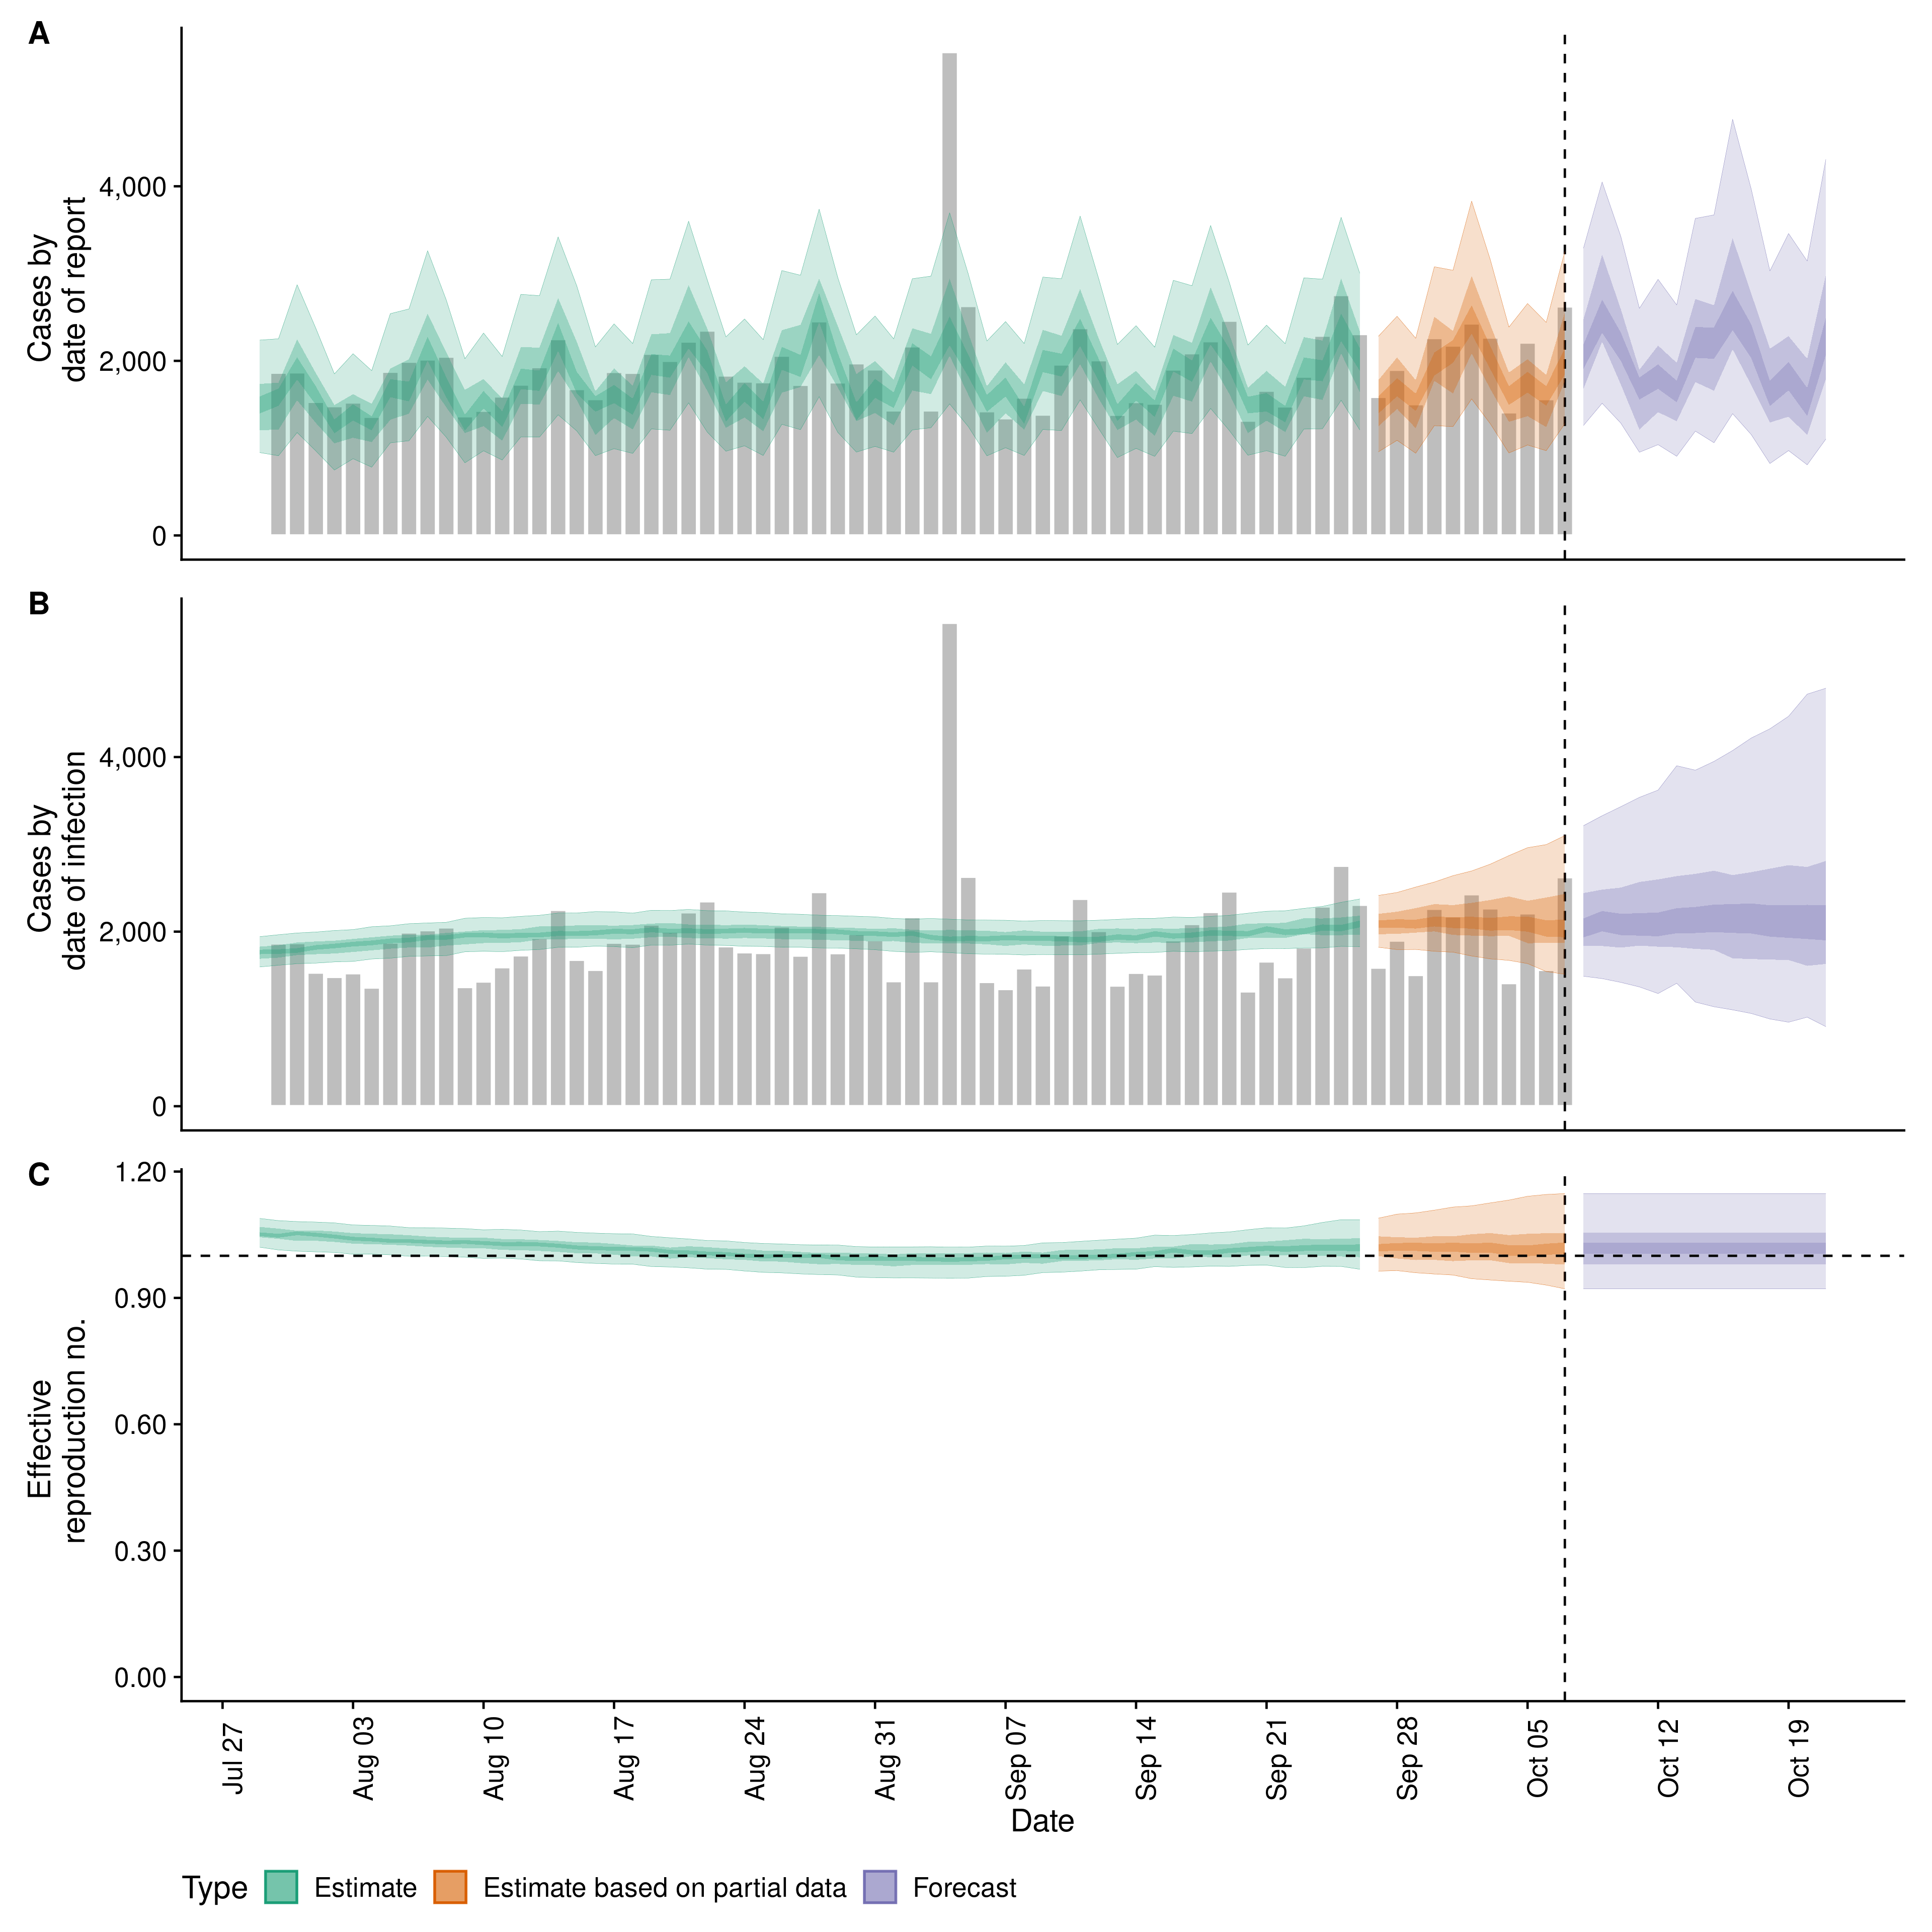 A
Cases by
date of report
4,000
2,000
0
B
Cases by
date of infection
4,000
2,000
0
C
Effective
reproduction no.
1.20
0.90
0.60
0.30
0.00
Jul 27
Aug 03
Aug 10
Aug 17
Aug 24
Aug 31
Sep 07
Sep 14
Sep 21
Sep 28
Oct 05
Oct 12
Oct 19
Date
Type Estimate Estimate based on partial data Forecast